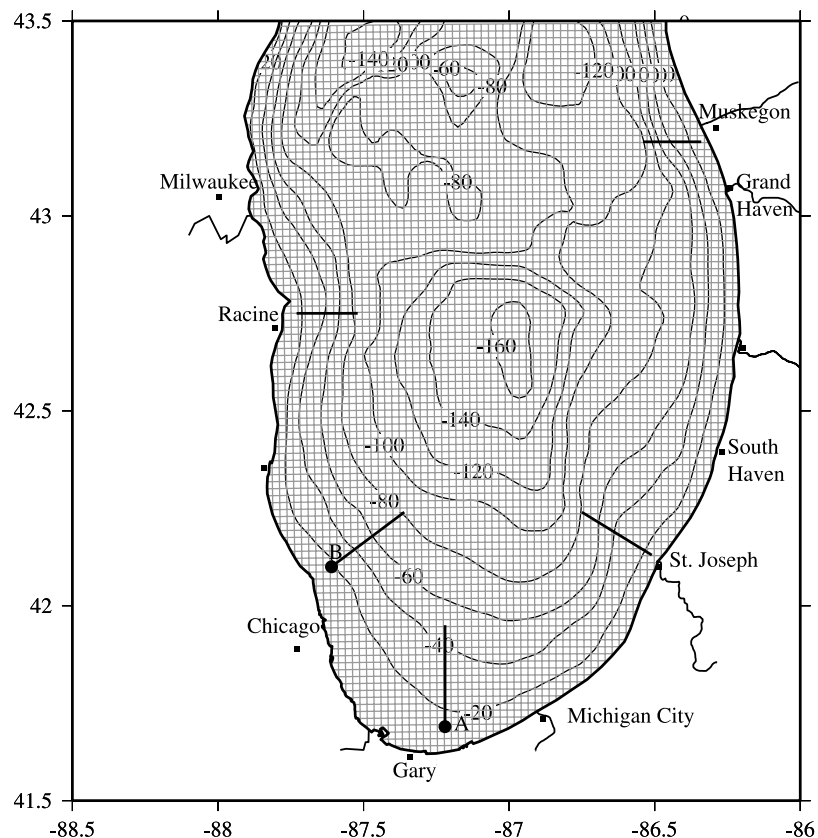 43.5
0
20
-140
-60
-80
-120
Muskegon
Milwaukee
-80
Grand
Haven
43
Racine
-160
42.5
-140
-100
South
Haven
-120
-80
B
St. Joseph
-60
42
Chicago
-40
-20
A
Michigan City
Gary
41.5
-88.5
-88
-87.5
-87
-86.5
-86